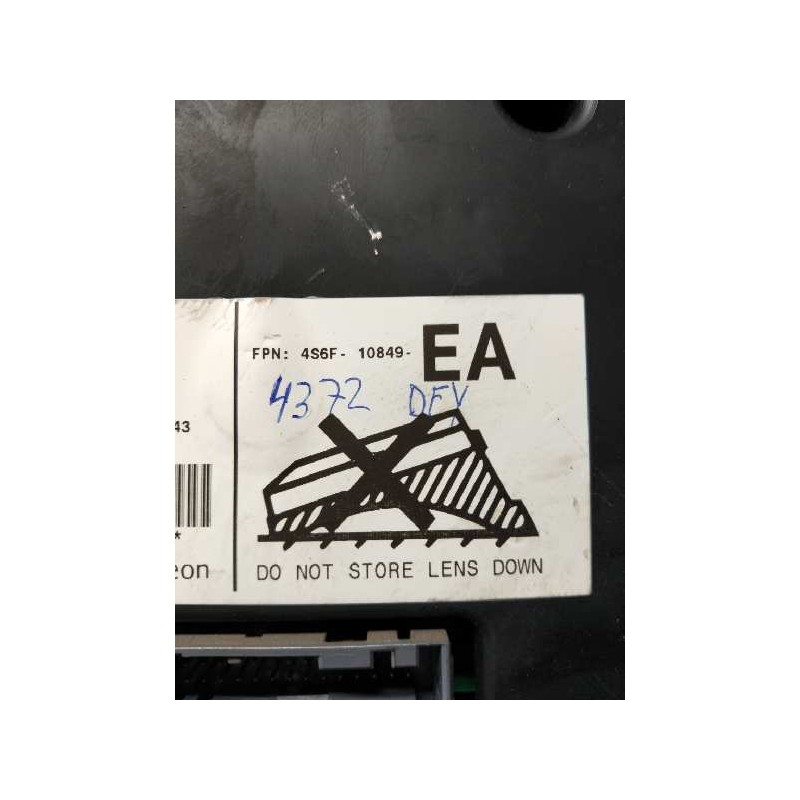 FPN: 4S6F- 10849- EA
4372 DFY
43
*
eon
DO NOT STORE LENS DOWN